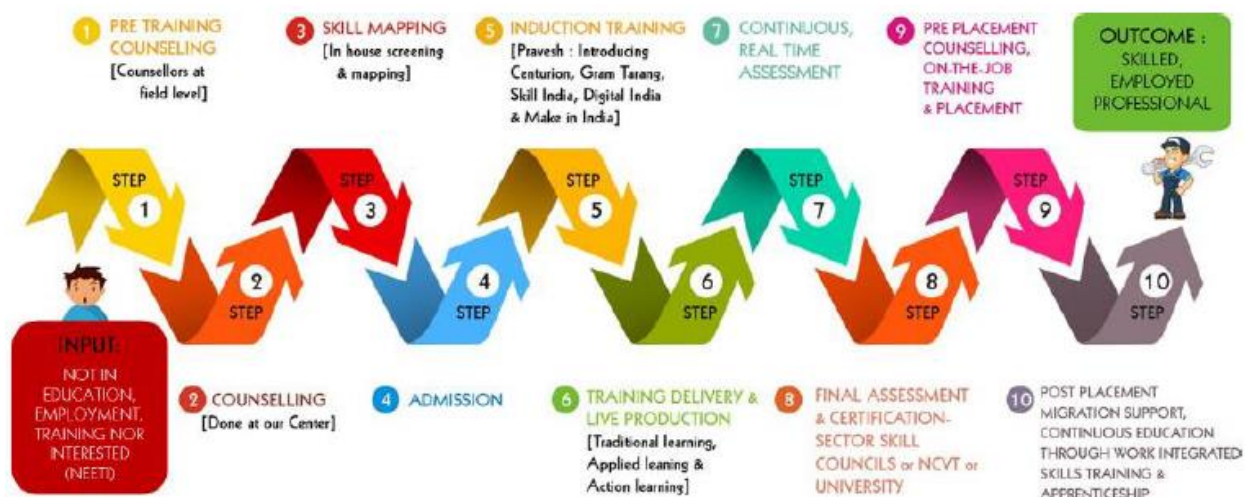 1 PRE TRAINING
COUNSELING
[Counsellors at
field level]
3 SKILL MAPPING
[In house screening
& mapping]
5 INDUCTION TRAINING
[Pravesh : Introducing
Centurion, Gram Tarang,
Skill India, Digital India
& Make in India]
7 CONTINUOUS,
REAL TIME
ASSESSMENT
9 PRE PLACEMENT
COUNSELLING,
ON-THE-JOB
TRAINING
& PLACEMENT
OUTCOME :
SKILLED,
EMPLOYED
PROFESSIONAL
STEP
1
2
STEP
STEP
3
4
STEP
STEP
5
6
STEP
STEP
7
8
STEP
STEP
9
10
STEP
INPUT:
NOT IN
EDUCATION,
EMPLOYMENT,
TRAINING NOR
INTERESTED
(NEETI)
2 COUNSELLING
[Done at our Center]
4 ADMISSION
6 TRAINING DELIVERY &
LIVE PRODUCTION
[Traditional learning,
Applied leaning &
Action learning]
8 FINAL ASSESSMENT
& CERTIFICATION-
SECTOR SKILL
COUNCILS or NCVT or
UNIVERSITY
10 POST PLACEMENT
MIGRATION SUPPORT,
CONTINUOUS EDUCATION
THROUGH WORK INTEGRATED
SKILLS TRAINING &
APPRENTICESHIP